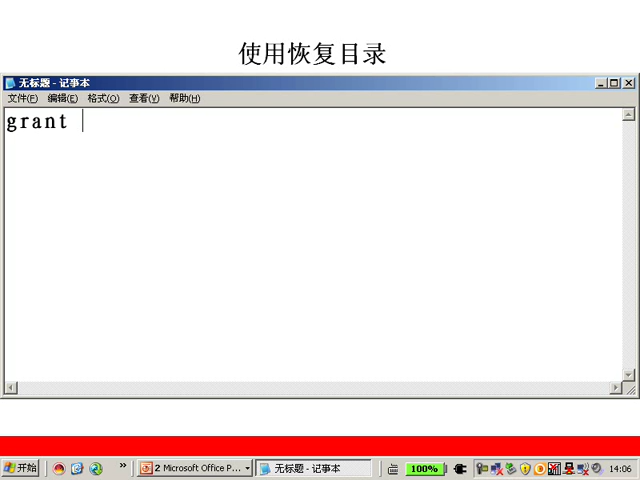 使用恢复目录
无标题 - 记事本
文件(F) 编辑(E) 格式(O) 查看(V) 帮助(H)
grant
开始 » 2 Microsoft Office P... 无标题 - 记事本 100% 14:06